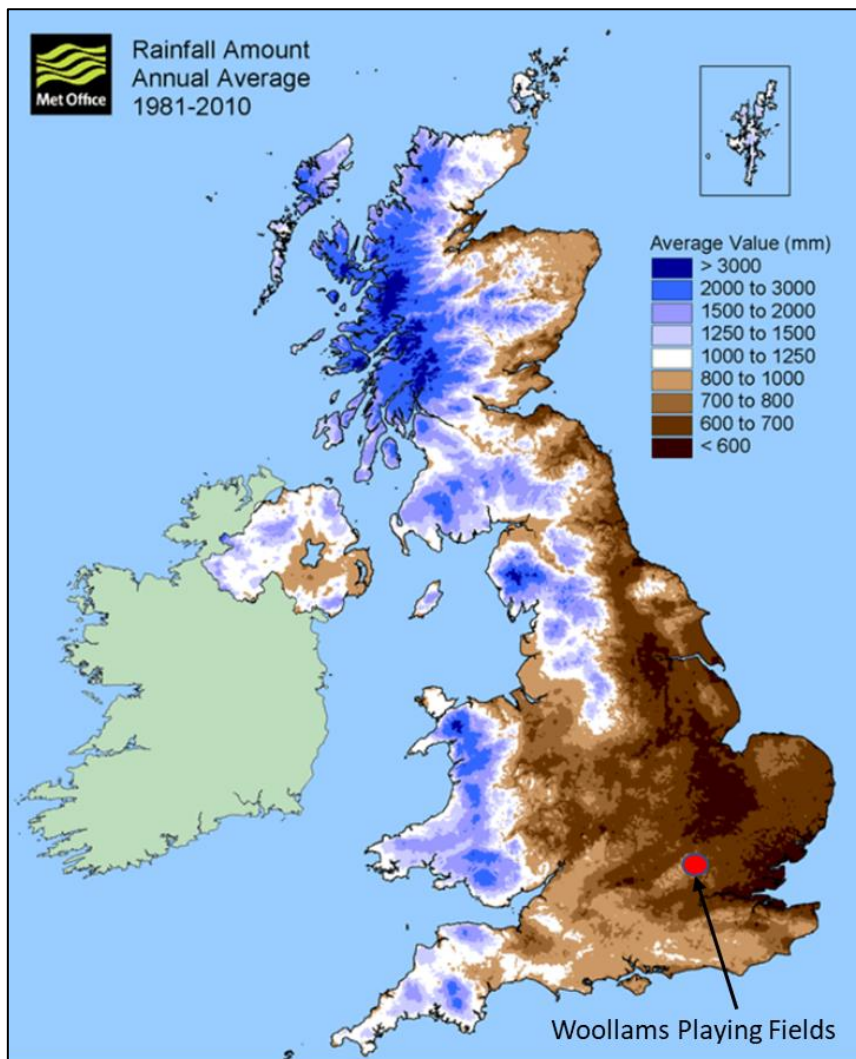 Met Office
Rainfall Amount
Annual Average
1981-2010
Average Value (mm)
> 3000
2000 to 3000
1500 to 2000
1250 to 1500
1000 to 1250
800 to 1000
700 to 800
600 to 700
< 600
Woollams Playing Fields